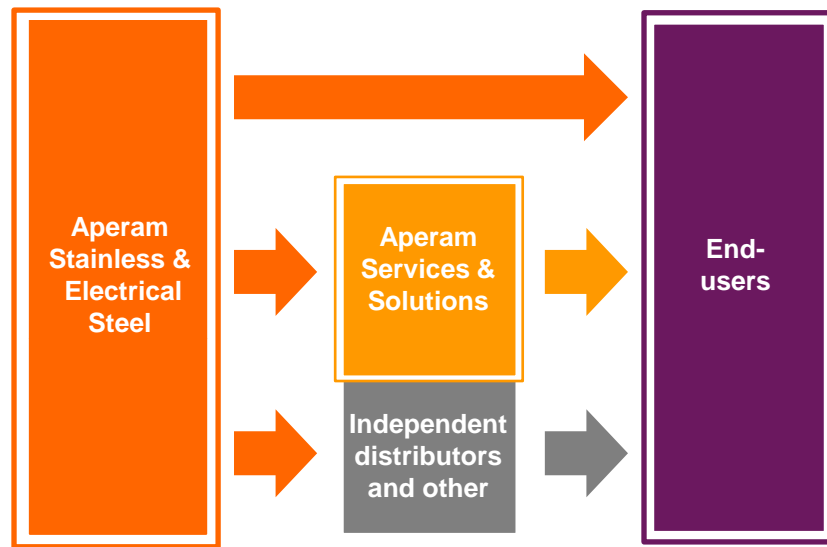 Aperam
Stainless &
Electrical
Steel
Aperam
Services &
Solutions
Independent
distributors
and other
End-
users